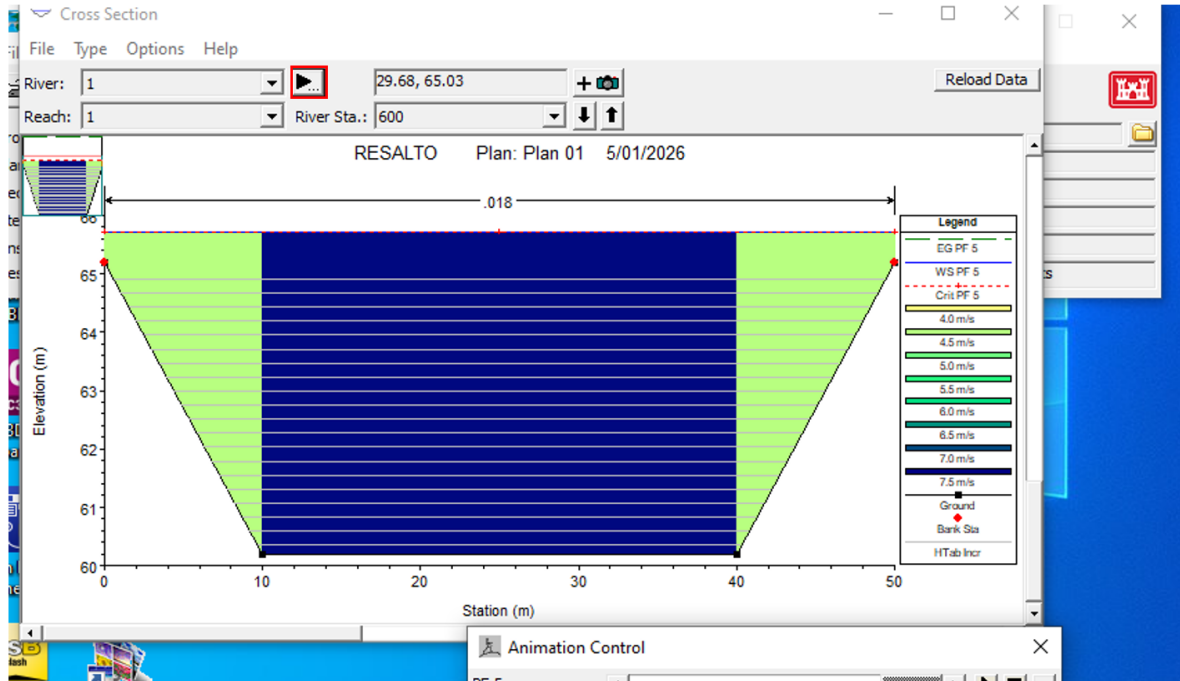 Cross Section
File Type Options Help
River: 1
29.68, 65.03
Reload Data
Reach: 1
River Sta.: 600
RESALTO Plan: Plan 01 5/01/2026
.018
66
65
64
63
62
61
60
Elevation (m)
0 10 20 30 40 50
Station (m)
Legend
EG PF 5
WS PF 5
Crit PF 5
4.0 m/s
4.5 m/s
5.0 m/s
5.5 m/s
6.0 m/s
6.5 m/s
7.0 m/s
7.5 m/s
Ground
Bank Sta
HTab Incr
Animation Control